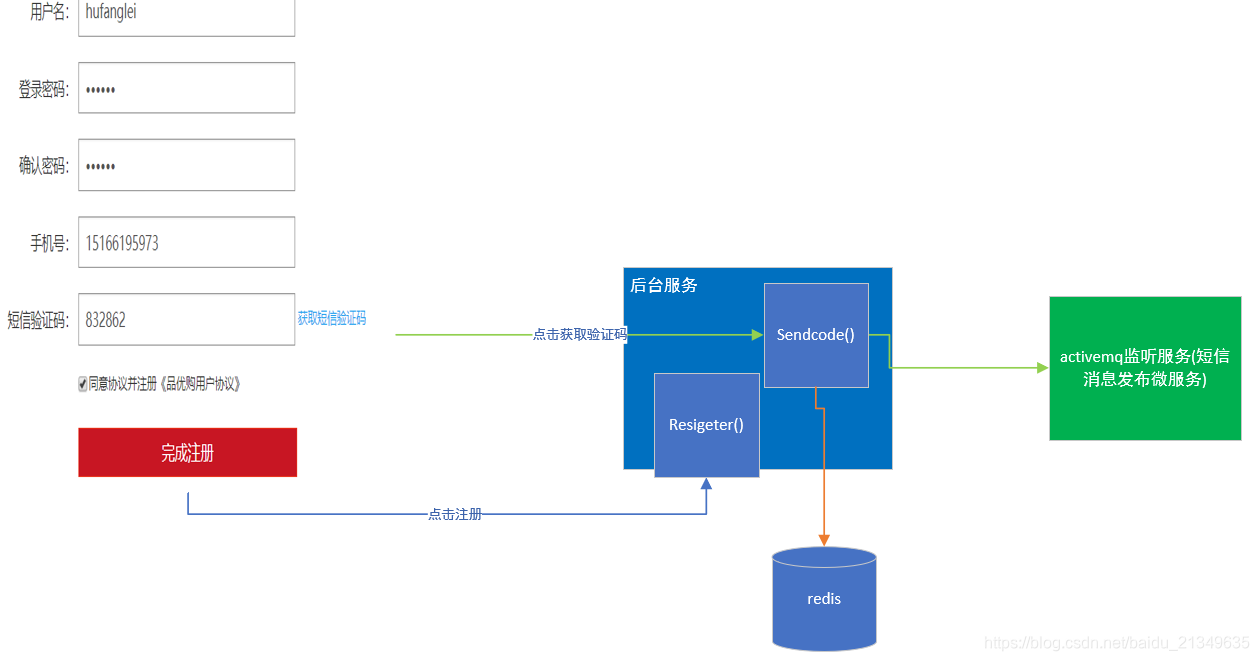 用户名: hufanglei
登录密码: ••••••
确认密码: ••••••
手机号: 15166195973
短信验证码: 832862 获取短信验证码
同意协议并注册《品优购用户协议》
完成注册
点击获取验证码
点击注册
后台服务
Sendcode()
Resigeter()
activemq监听服务(短信
消息发布微服务)
redis
https://blog.csdn.net/baidu_21349635